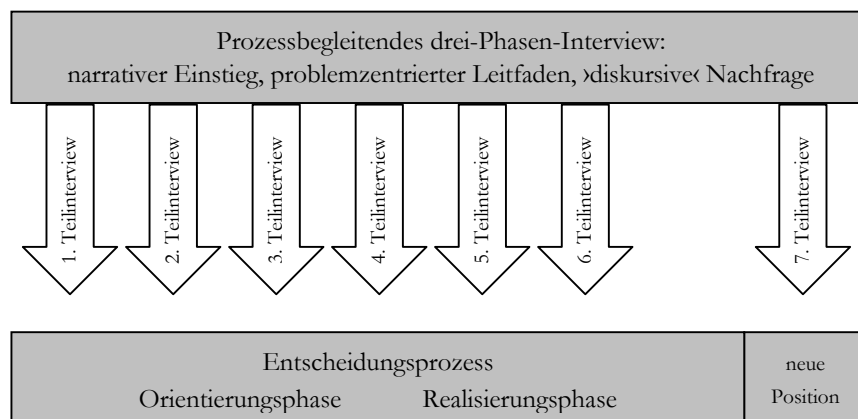 Prozessbegleitendes drei-Phasen-Interview:
narrativer Einstieg, problemzentrierter Leitfaden, ›diskursive‹ Nachfrage
1. Teilinterview
2. Teilinterview
3. Teilinterview
4. Teilinterview
5. Teilinterview
6. Teilinterview
7. Teilinterview
Entscheidungsprozess
Orientierungsphase Realisierungsphase
neue
Position